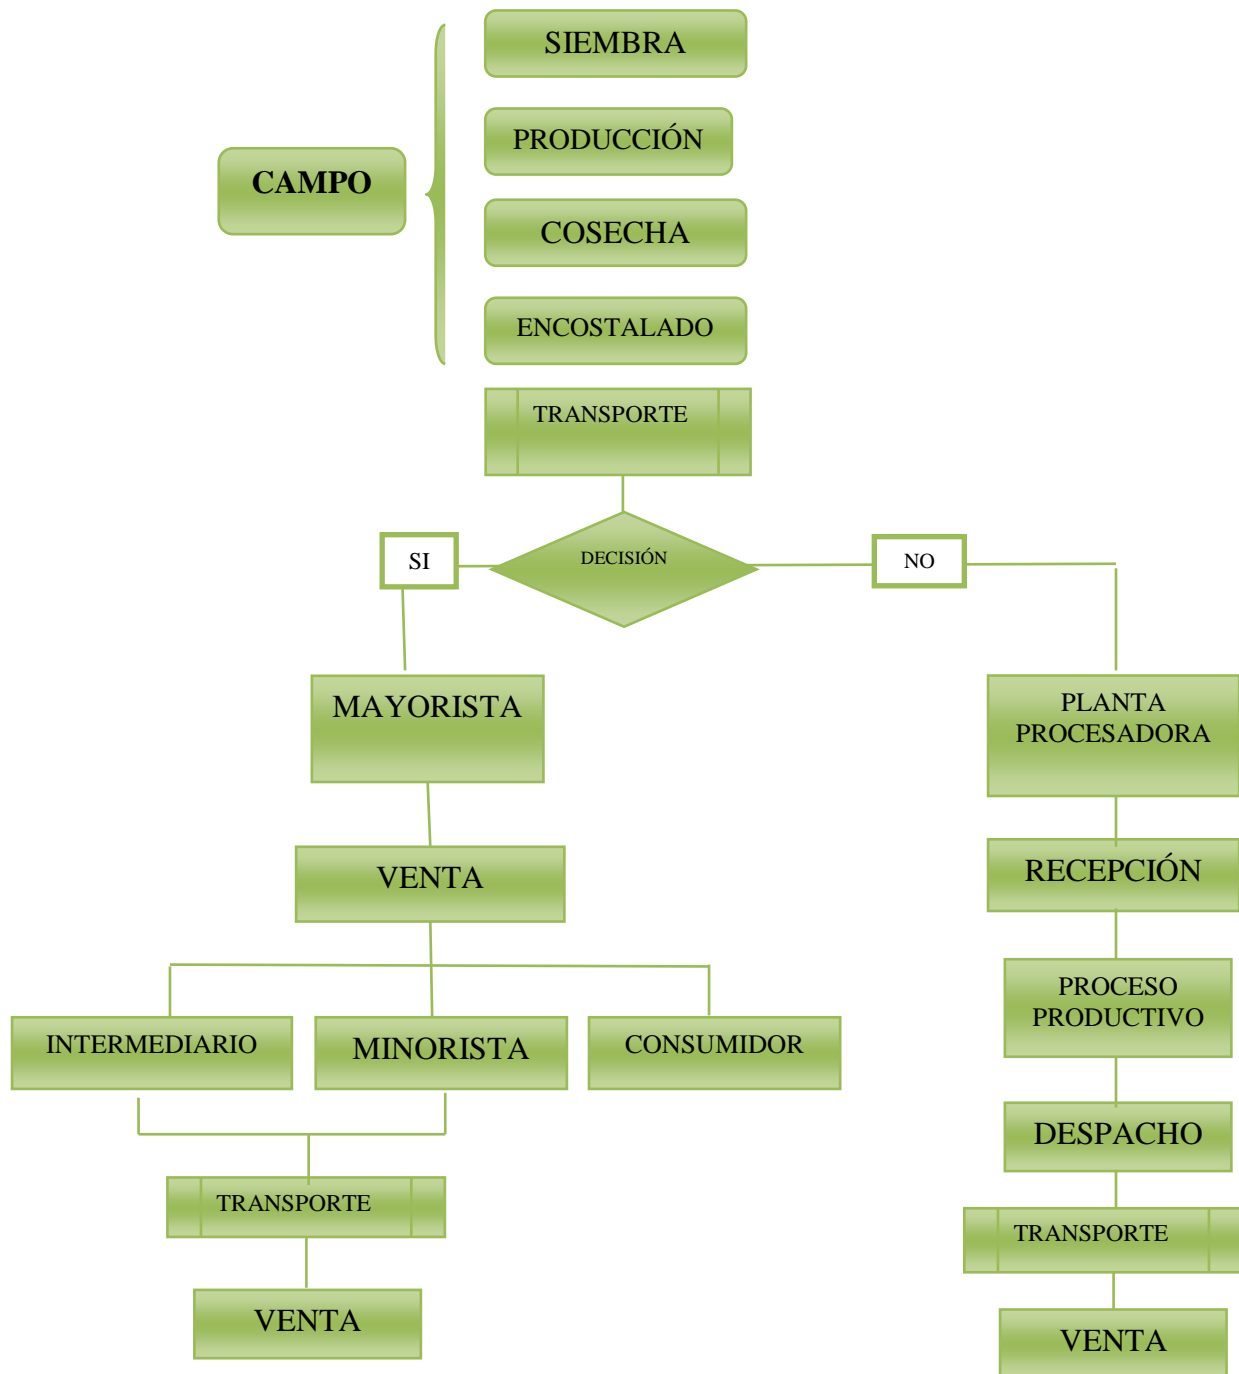 SIEMBRA
PRODUCCIÓN
CAMPO
COSECHA
ENCOSTALADO
TRANSPORTE
DECISIÓN
SI
NO
MAYORISTA
PLANTA
PROCESADORA
VENTA
RECEPCIÓN
PROCESO
PRODUCTIVO
INTERMEDIARIO
MINORISTA
CONSUMIDOR
DESPACHO
TRANSPORTE
TRANSPORTE
VENTA
VENTA